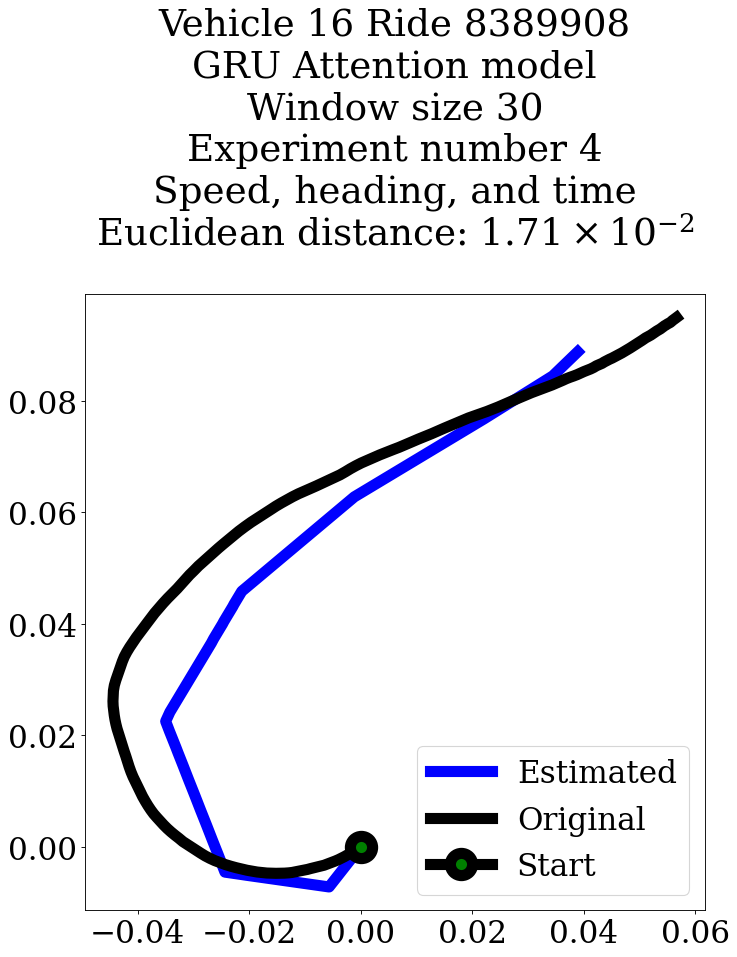 Vehicle 16 Ride 8389908
GRU Attention model
Window size 30
Experiment number 4
Speed, heading, and time
Euclidean distance: 1.71 × 10⁻²
0.08
0.06
0.04
0.02
0.00
Estimated
Original
Start
−0.04 −0.02 0.00 0.02 0.04 0.06